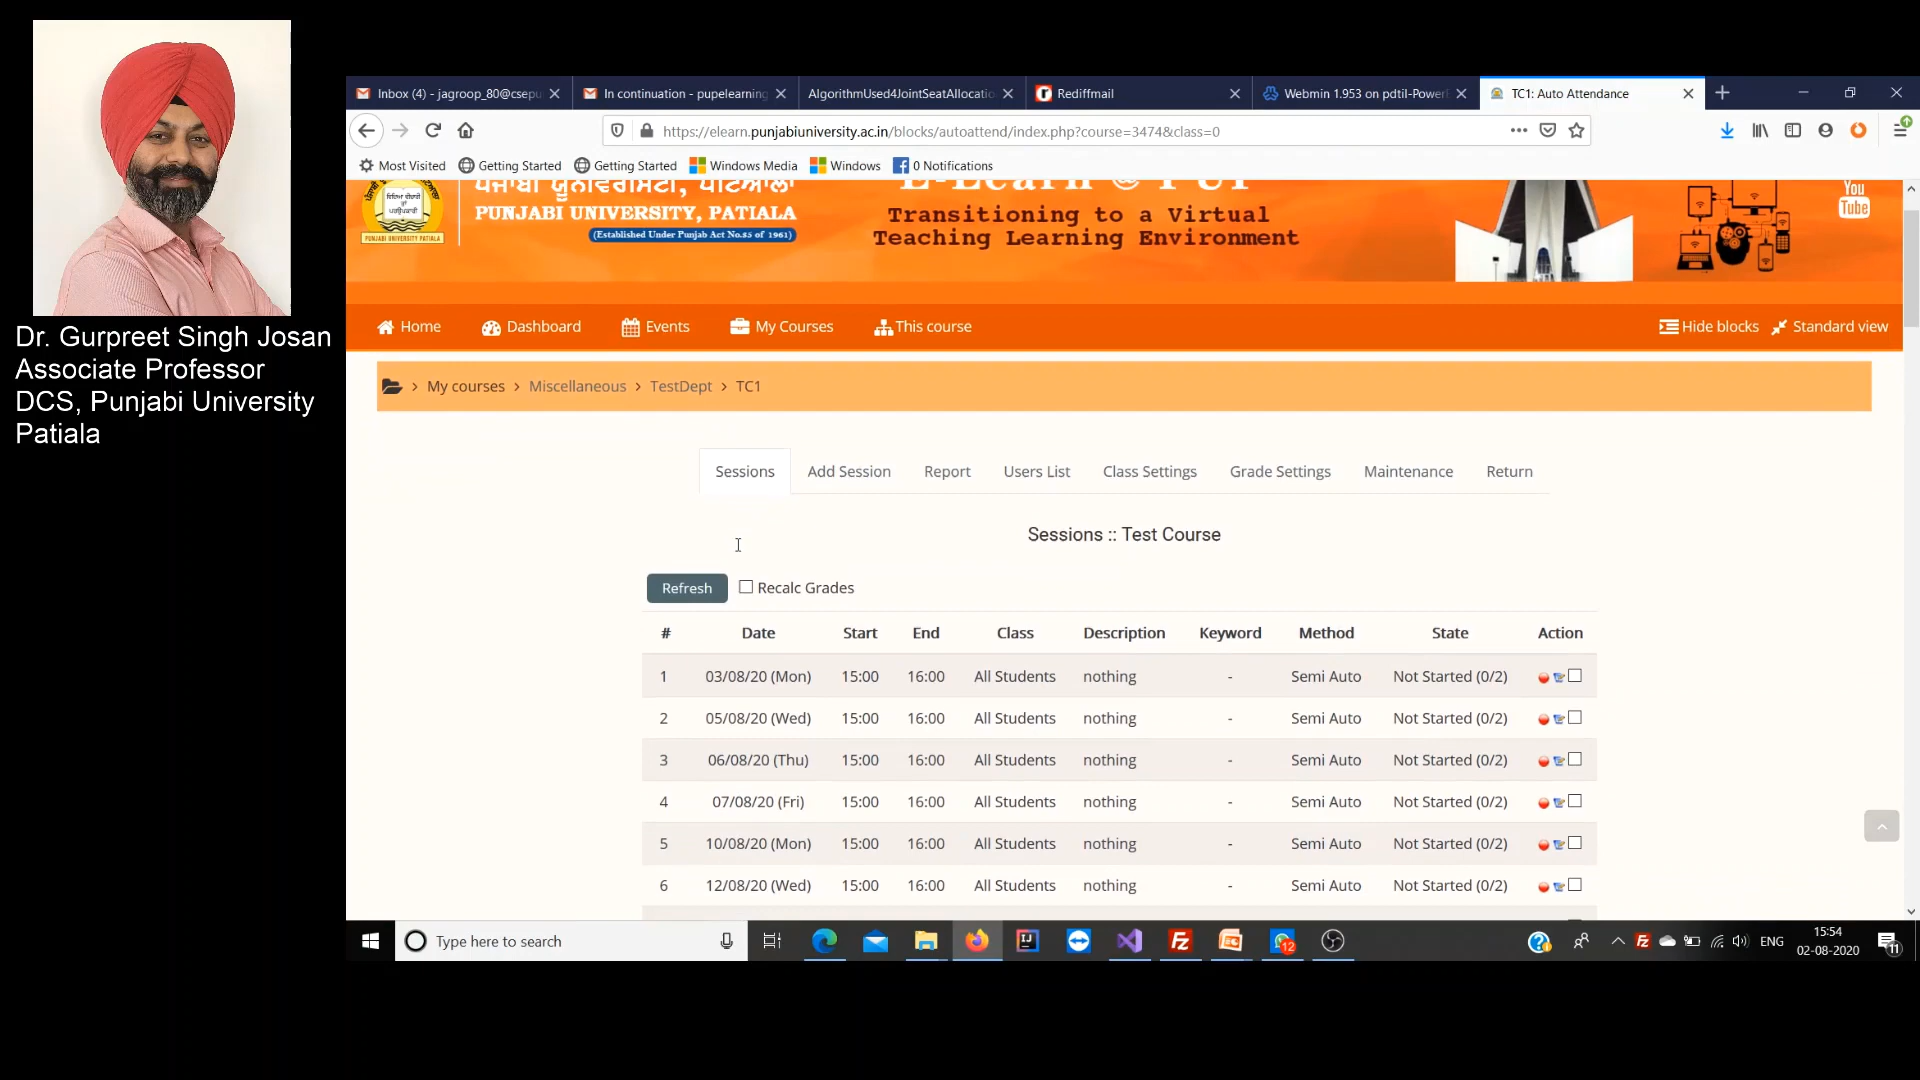 Dr. Gurpreet Singh Josan
Associate Professor
DCS, Punjabi University
Patiala
Inbox (4) - jagroop_80@csepu
In continuation - pupelearning
AlgorithmUsed4JointSeatAllocatio
Rediffmail
Webmin 1.953 on pdtil-PowerE
TC1: Auto Attendance
https://elearn.punjabiuniversity.ac.in/blocks/autoattend/index.php?course=3474&class=0
Most Visited
Getting Started
Getting Started
Windows Media
Windows
0 Notifications
ਪੰਜਾਬੀ ਯੂਨੀਵਰਸਿਟੀ, ਪਟਿਆਲਾ
PUNJABI UNIVERSITY, PATIALA
(Established Under Punjab Act No.35 of 1961)
PUNJABI UNIVERSITY PATIALA
E-Learn @ PUP
Transitioning to a Virtual
Teaching Learning Environment
You
Tube
Home
Dashboard
Events
My Courses
This course
Hide blocks
Standard view
> My courses > Miscellaneous > TestDept > TC1
Sessions
Add Session
Report
Users List
Class Settings
Grade Settings
Maintenance
Return
Sessions :: Test Course
Refresh
Recalc Grades
# Date Start End Class Description Keyword Method State Action
1 03/08/20 (Mon) 15:00 16:00 All Students nothing - Semi Auto Not Started (0/2)
2 05/08/20 (Wed) 15:00 16:00 All Students nothing - Semi Auto Not Started (0/2)
3 06/08/20 (Thu) 15:00 16:00 All Students nothing - Semi Auto Not Started (0/2)
4 07/08/20 (Fri) 15:00 16:00 All Students nothing - Semi Auto Not Started (0/2)
5 10/08/20 (Mon) 15:00 16:00 All Students nothing - Semi Auto Not Started (0/2)
6 12/08/20 (Wed) 15:00 16:00 All Students nothing - Semi Auto Not Started (0/2)
Type here to search
12
ENG
15:54
02-08-2020
11